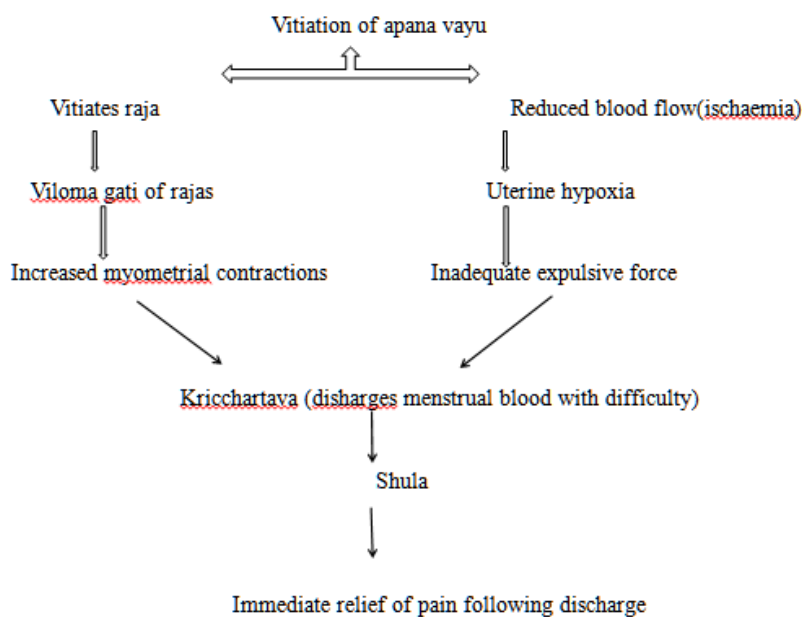 Vitiation of apana vayu
Vitiates raja
Reduced blood flow(ischaemia)
Viloma gati of rajas
Uterine hypoxia
Increased myometrial contractions
Inadequate expulsive force
Kricchartava (disharges menstrual blood with difficulty)
Shula
Immediate relief of pain following discharge